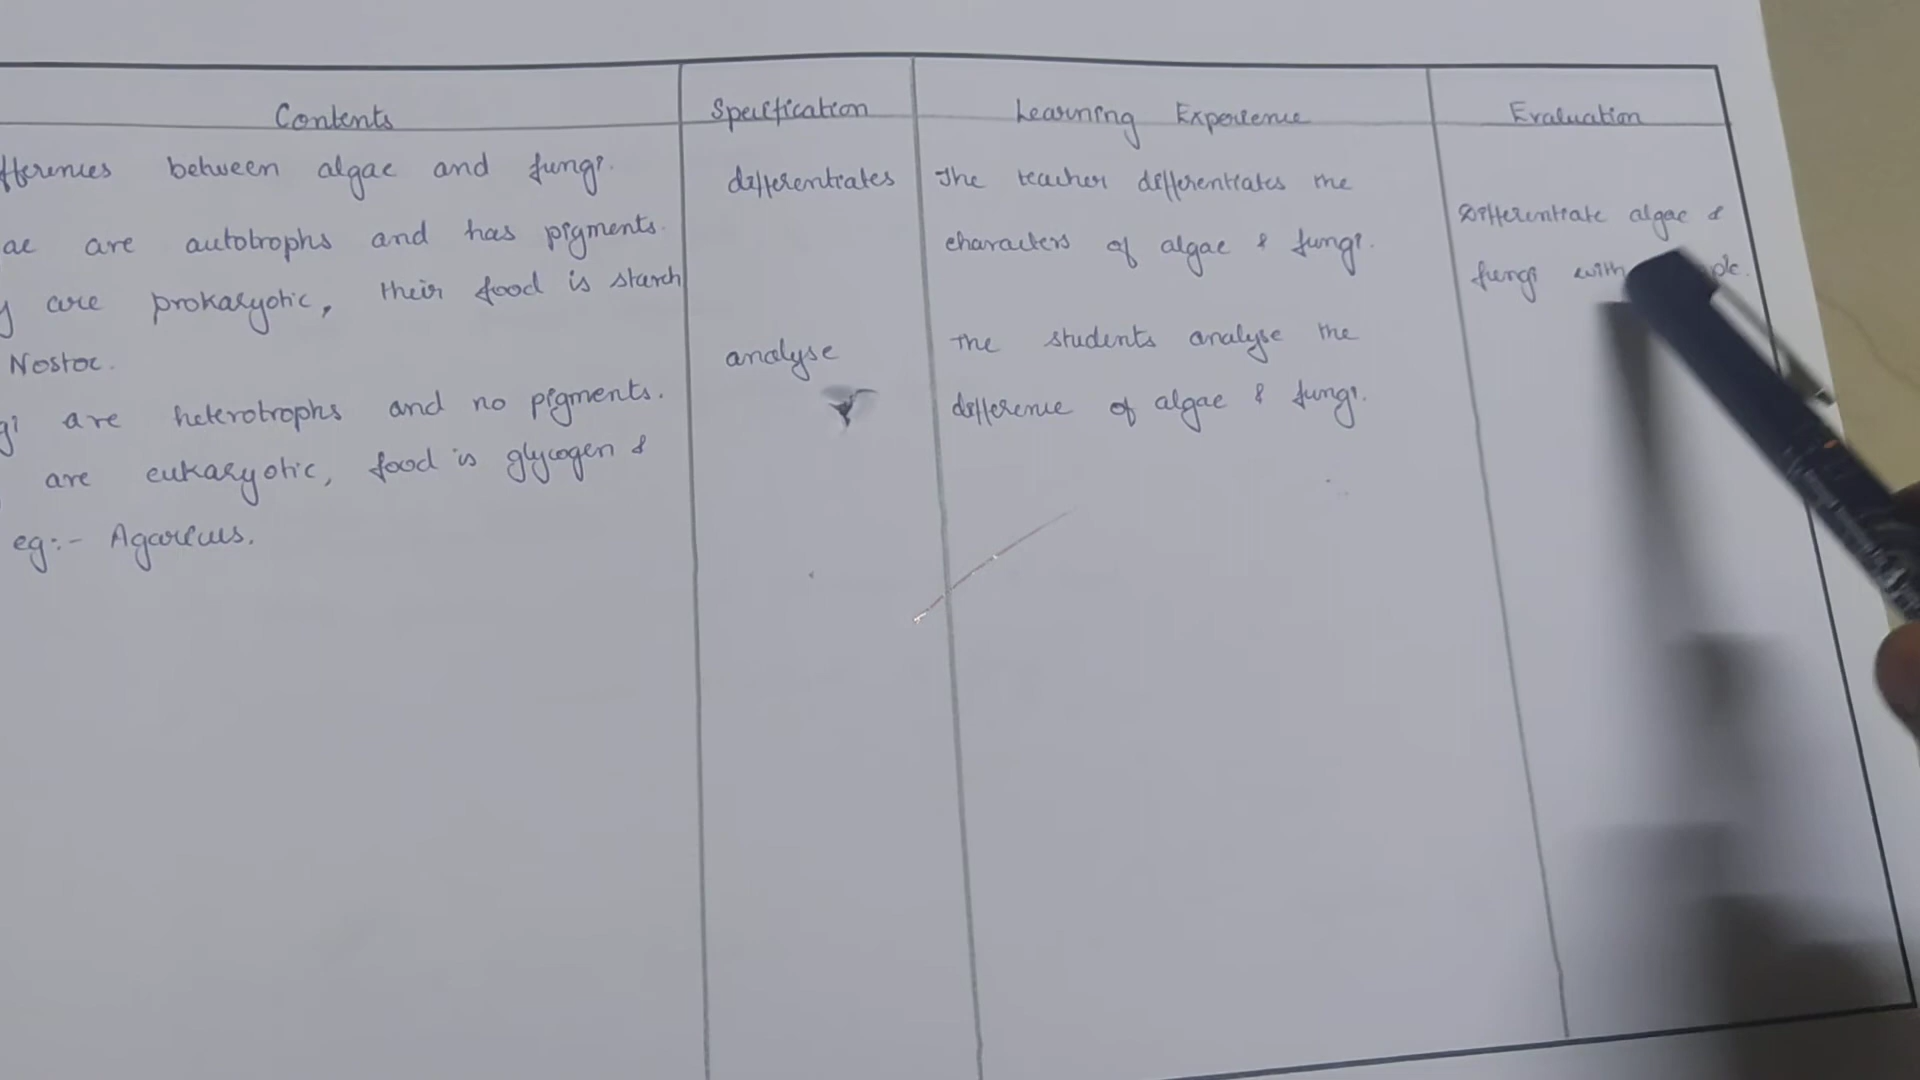 Contents
Specification
Learning Experience
Evaluation
fferences between algae and fungi.
ae are autotrophs and has pigments.
y are prokaryotic, their food is starch
Nostoc.
gi are heterotrophs and no pigments.
are eukaryotic, food is glycogen &
eg:- Agaricus.
differentiates
analyse
The teacher differentiates the
characters of algae & fungi.
The students analyse the
difference of algae & fungi.
Differentiate algae &
fungi with